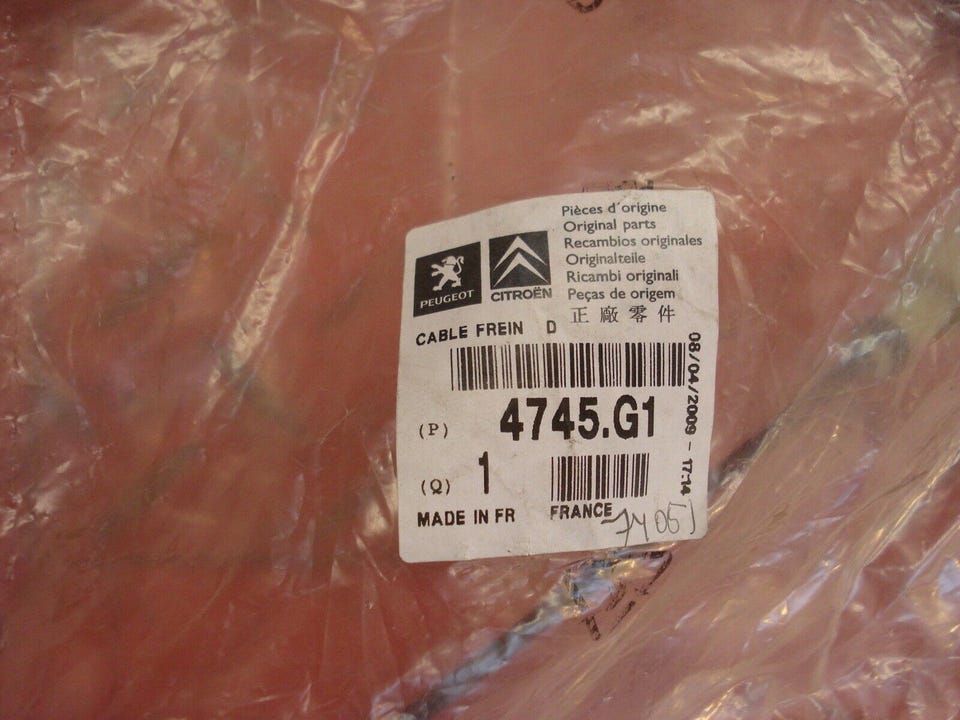 Pièces d'origine
Original parts
Recambios originales
Originalteile
Ricambi originali
Peças de origem
正廠零件
PEUGEOT
CITROËN
CABLE FREIN D
08/04/2009 - 17:14
(P) 4745.G1
(Q) 1
MADE IN FR FRANCE